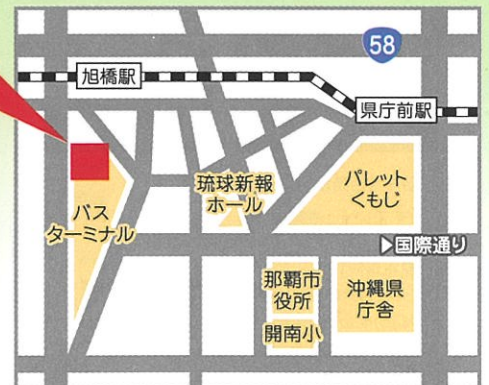 58
旭橋駅
県庁前駅
琉球新報
ホール
パレット
くもじ
バス
ターミナル
▶国際通り
那覇市
役所
沖縄県
庁舎
開南小